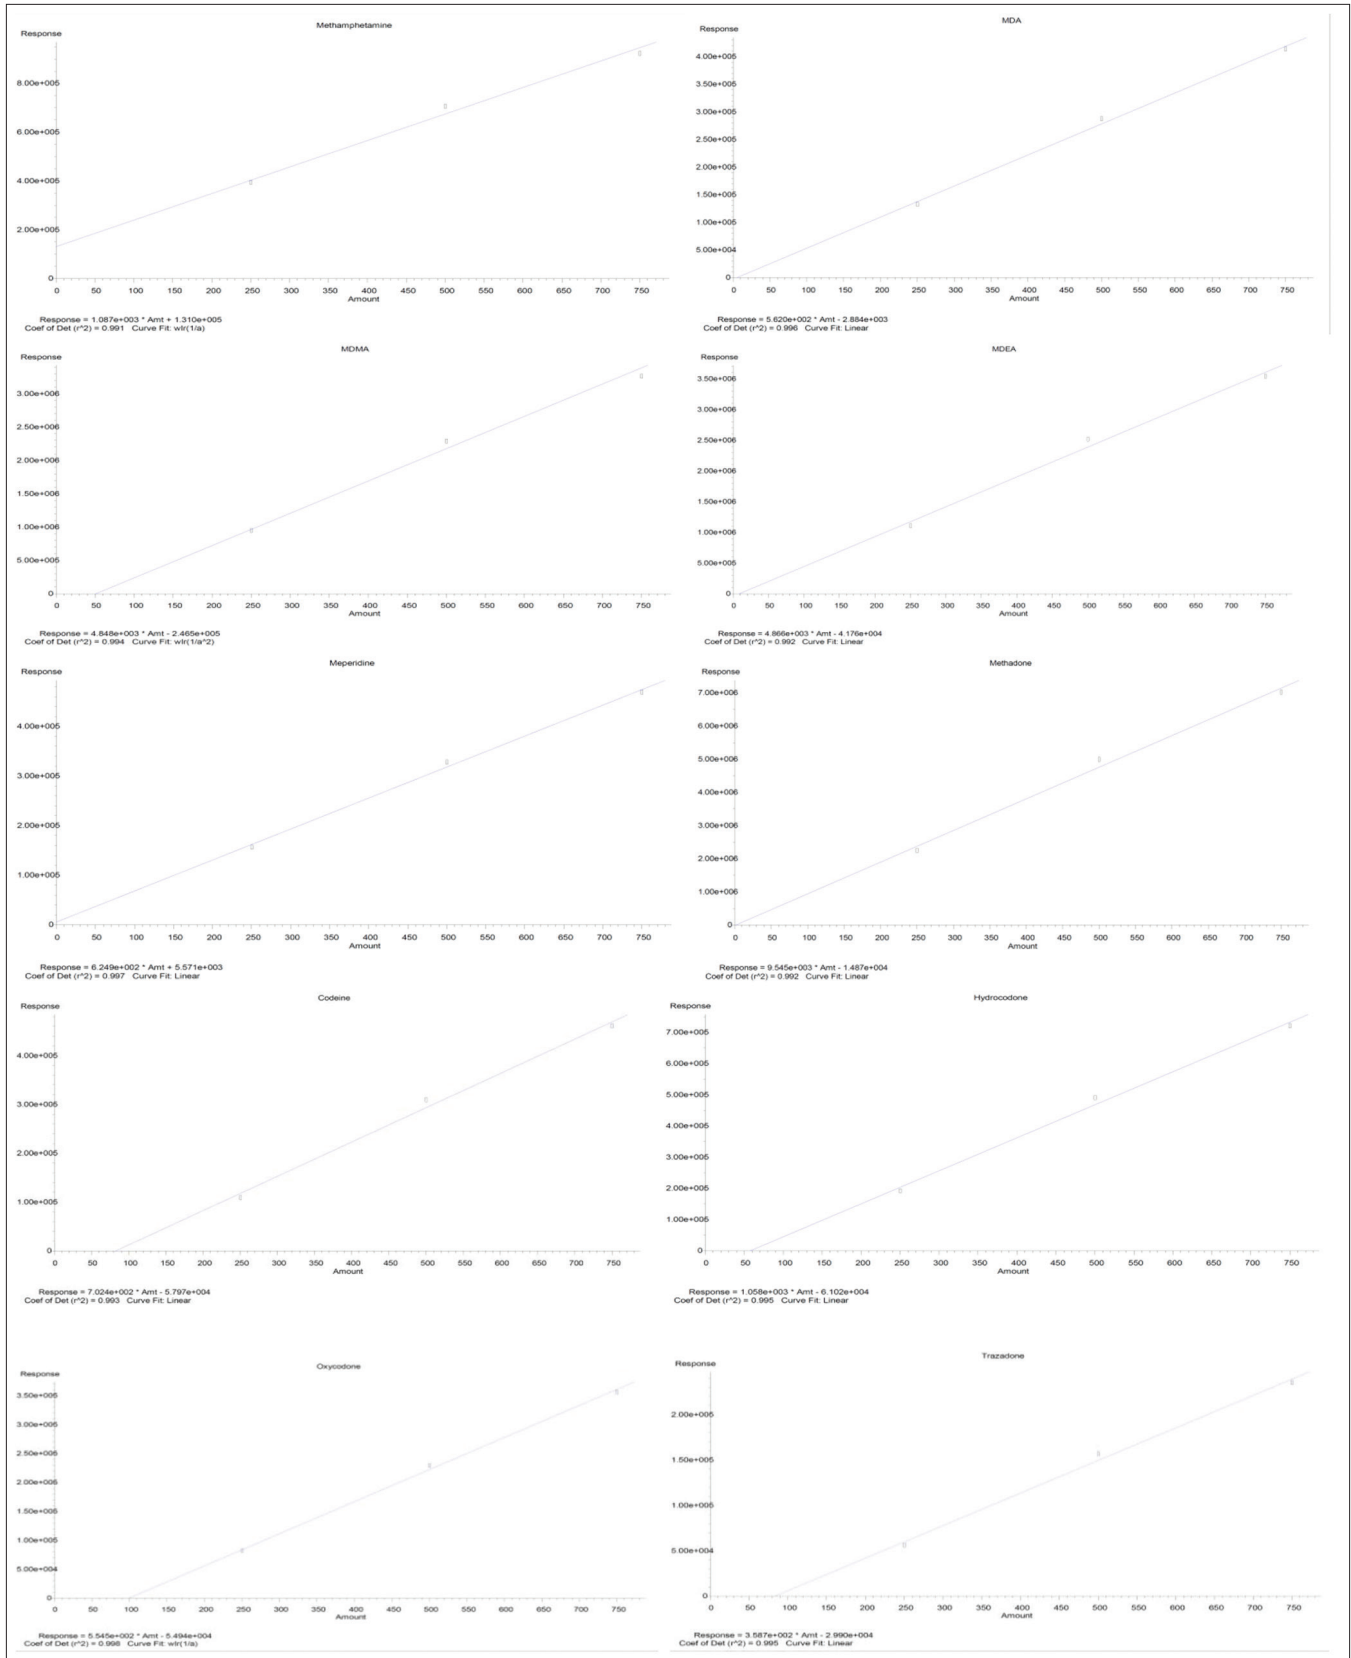 Methamphetamine
Response
8.00e+005
6.00e+005
4.00e+005
2.00e+005
0
0 50 100 150 200 250 300 350 400 450 500 550 600 650 700 750
Amount
Response = 1.087e+003 * Amt + 1.310e+005
Coef of Det (r^2) = 0.991 Curve Fit: wlr(1/a)
MDA
Response
4.00e+005
3.50e+005
3.00e+005
2.50e+005
2.00e+005
1.50e+005
1.00e+005
5.00e+004
0
0 50 100 150 200 250 300 350 400 450 500 550 600 650 700 750
Amount
Response = 5.620e+002 * Amt - 2.884e+003
Coef of Det (r^2) = 0.996 Curve Fit: Linear
MDMA
Response
3.00e+006
2.50e+006
2.00e+006
1.50e+006
1.00e+006
5.00e+005
0
0 50 100 150 200 250 300 350 400 450 500 550 600 650 700 750
Amount
Response = 4.848e+003 * Amt - 2.465e+005
Coef of Det (r^2) = 0.994 Curve Fit: wlr(1/a^2)
MDEA
Response
3.50e+006
3.00e+006
2.50e+006
2.00e+006
1.50e+006
1.00e+006
5.00e+005
0
0 50 100 150 200 250 300 350 400 450 500 550 600 650 700 750
Amount
Response = 4.866e+003 * Amt - 4.176e+004
Coef of Det (r^2) = 0.992 Curve Fit: Linear
Meperidine
Response
4.00e+005
3.00e+005
2.00e+005
1.00e+005
0
0 50 100 150 200 250 300 350 400 450 500 550 600 650 700 750
Amount
Response = 6.249e+002 * Amt + 5.571e+003
Coef of Det (r^2) = 0.997 Curve Fit: Linear
Methadone
Response
7.00e+006
6.00e+006
5.00e+006
4.00e+006
3.00e+006
2.00e+006
1.00e+006
0
0 50 100 150 200 250 300 350 400 450 500 550 600 650 700 750
Amount
Response = 9.545e+003 * Amt - 1.487e+004
Coef of Det (r^2) = 0.992 Curve Fit: Linear
Codeine
Response
4.00e+005
3.00e+005
2.00e+005
1.00e+005
0
0 50 100 150 200 250 300 350 400 450 500 550 600 650 700 750
Amount
Response = 7.024e+002 * Amt - 5.797e+004
Coef of Det (r^2) = 0.993 Curve Fit: Linear
Hydrocodone
Response
7.00e+005
6.00e+005
5.00e+005
4.00e+005
3.00e+005
2.00e+005
1.00e+005
0
0 50 100 150 200 250 300 350 400 450 500 550 600 650 700 750
Amount
Response = 1.058e+003 * Amt - 6.102e+004
Coef of Det (r^2) = 0.995 Curve Fit: Linear
Oxycodone
Response
3.50e+005
3.00e+005
2.50e+005
2.00e+005
1.50e+005
1.00e+005
5.00e+004
0
0 50 100 150 200 250 300 350 400 450 500 550 600 650 700 750
Amount
Response = 5.545e+002 * Amt - 5.494e+004
Coef of Det (r^2) = 0.998 Curve Fit: wlr(1/a)
Trazadone
Response
2.00e+005
1.50e+005
1.00e+005
5.00e+004
0
0 50 100 150 200 250 300 350 400 450 500 550 600 650 700 750
Amount
Response = 3.587e+002 * Amt - 2.990e+004
Coef of Det (r^2) = 0.995 Curve Fit: Linear